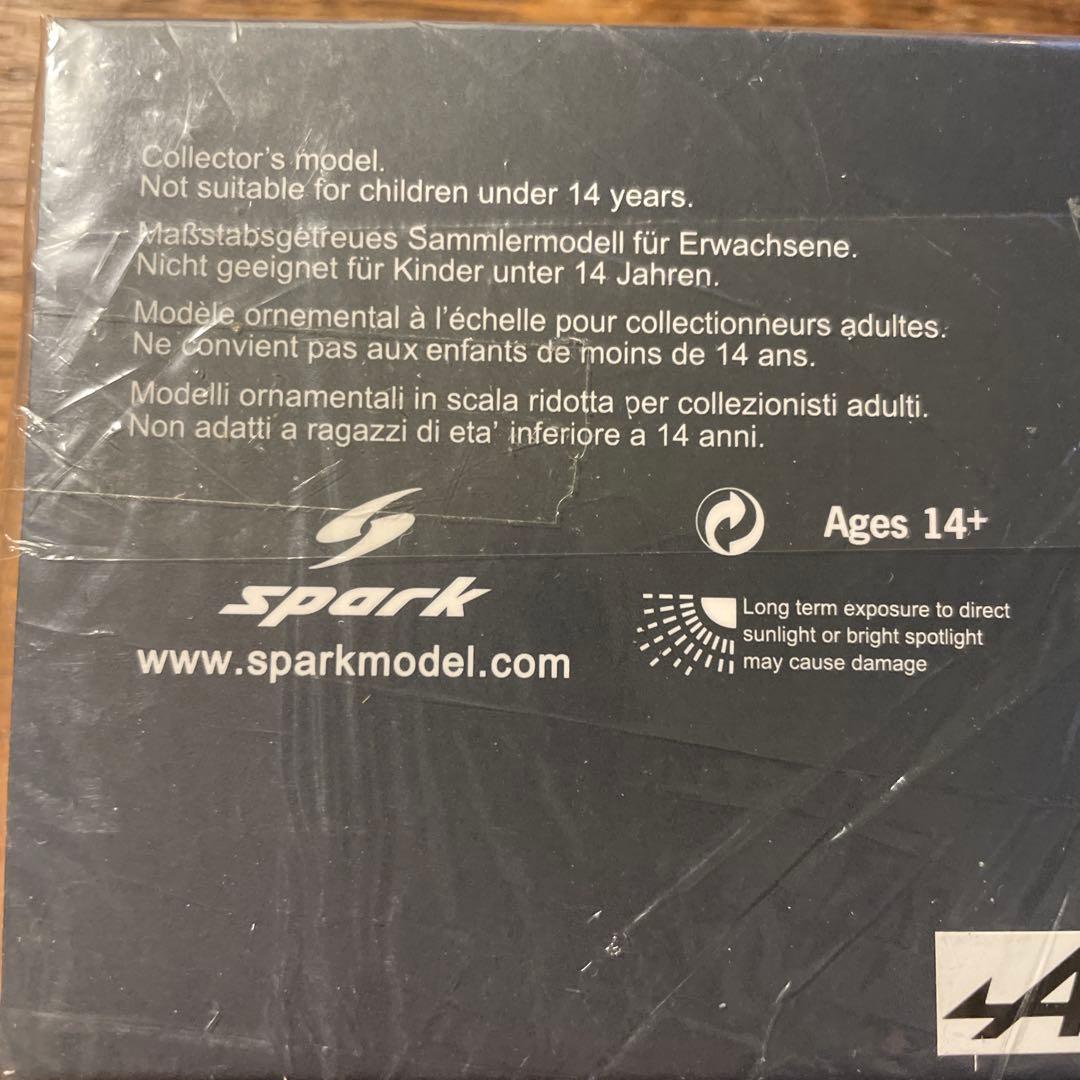 Collector's model.
Not suitable for children under 14 years.
Maßstabsgetreues Sammlermodell für Erwachsene.
Nicht geeignet für Kinder unter 14 Jahren.
Modèle ornemental à l'échelle pour collectionneurs adultes.
Ne convient pas aux enfants de moins de 14 ans.
Modelli ornamentali in scala ridotta per collezionisti adulti.
Non adatti a ragazzi di eta' inferiore a 14 anni.
spark
www.sparkmodel.com
Ages 14+
Long term exposure to direct
sunlight or bright spotlight
may cause damage